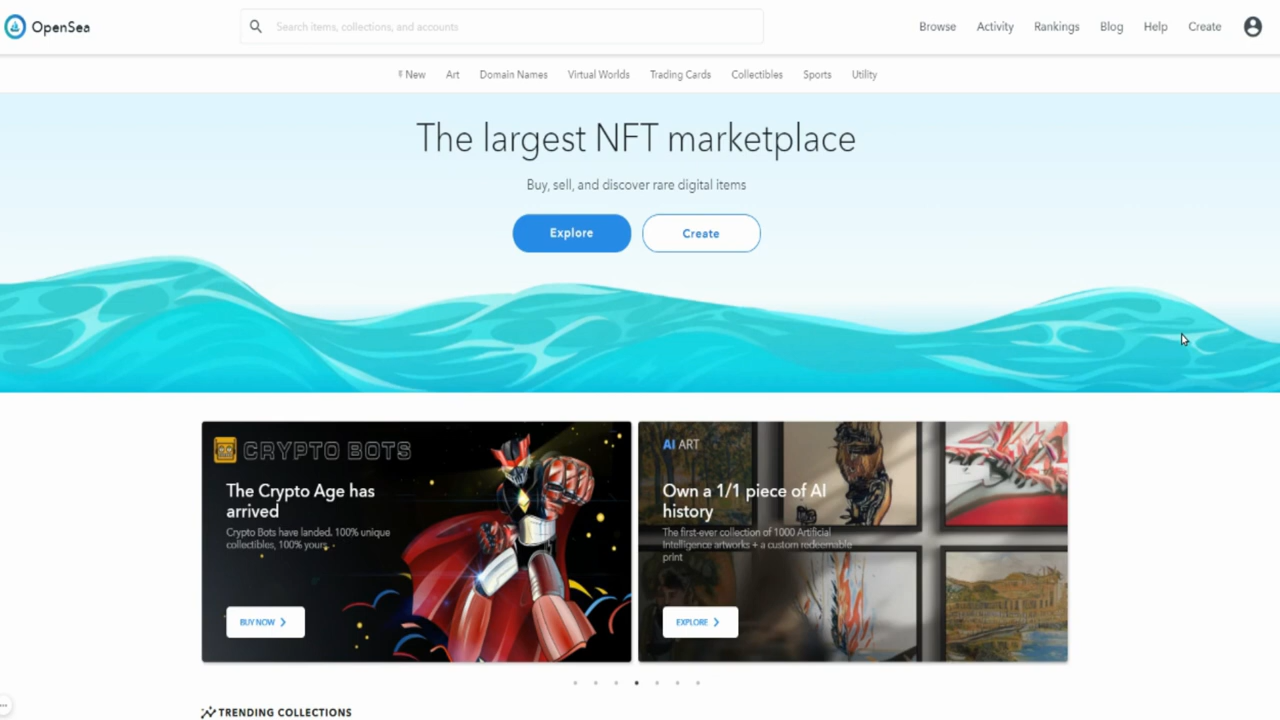 OpenSea
Search items, collections, and accounts
Browse Activity Rankings Blog Help Create
New Art Domain Names Virtual Worlds Trading Cards Collectibles Sports Utility
The largest NFT marketplace
Buy, sell, and discover rare digital items
Explore Create
CRYPTO BOTS
The Crypto Age has
arrived
Crypto Bots have landed. 100% unique
collectibles, 100% yours.
BUY NOW
AI ART
Own a 1/1 piece of AI
history
The first-ever collection of 1000 Artificial
Intelligence artworks + a custom redeemable
print
EXPLORE
TRENDING COLLECTIONS